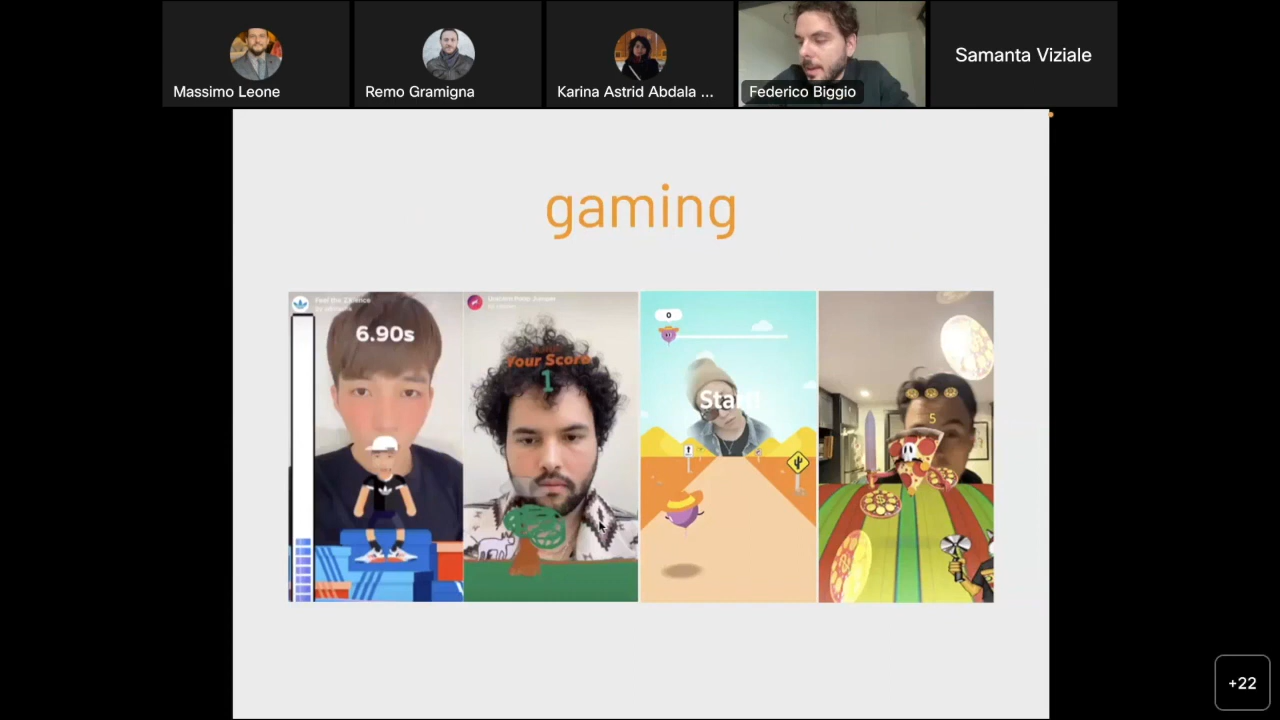 Massimo Leone
Remo Gramigna
Karina Astrid Abdala ...
Federico Biggio
Samanta Viziale
gaming
6.90s
Your Score
1
0
Start!
5
+22